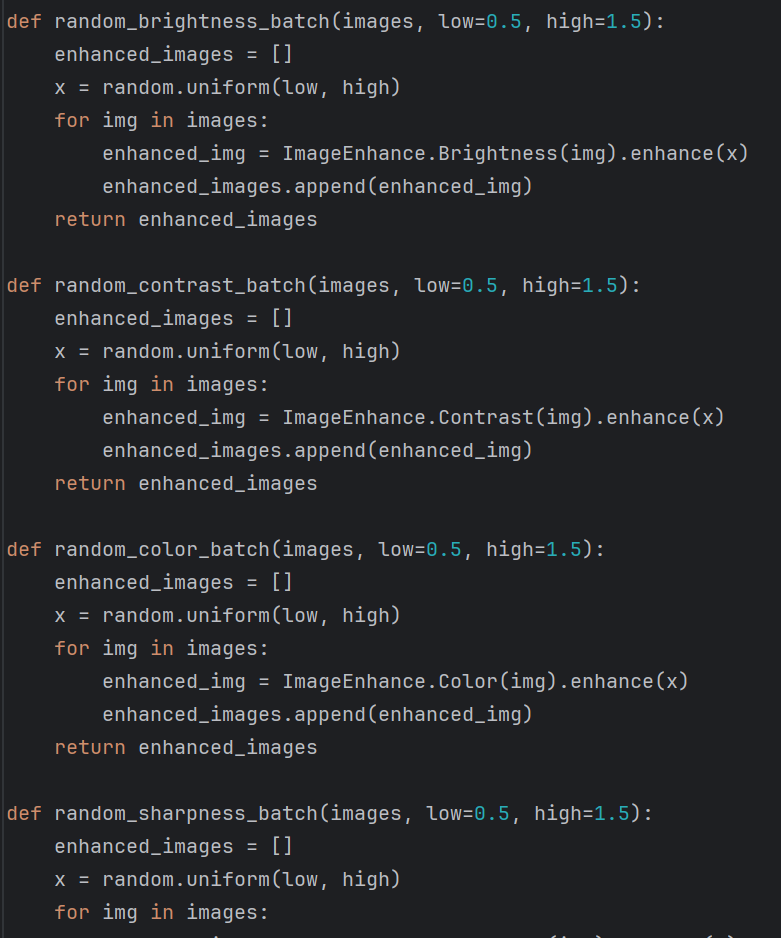 def random_brightness_batch(images, low=0.5, high=1.5):
    enhanced_images = []
    x = random.uniform(low, high)
    for img in images:
        enhanced_img = ImageEnhance.Brightness(img).enhance(x)
        enhanced_images.append(enhanced_img)
    return enhanced_images

def random_contrast_batch(images, low=0.5, high=1.5):
    enhanced_images = []
    x = random.uniform(low, high)
    for img in images:
        enhanced_img = ImageEnhance.Contrast(img).enhance(x)
        enhanced_images.append(enhanced_img)
    return enhanced_images

def random_color_batch(images, low=0.5, high=1.5):
    enhanced_images = []
    x = random.uniform(low, high)
    for img in images:
        enhanced_img = ImageEnhance.Color(img).enhance(x)
        enhanced_images.append(enhanced_img)
    return enhanced_images

def random_sharpness_batch(images, low=0.5, high=1.5):
    enhanced_images = []
    x = random.uniform(low, high)
    for img in images: